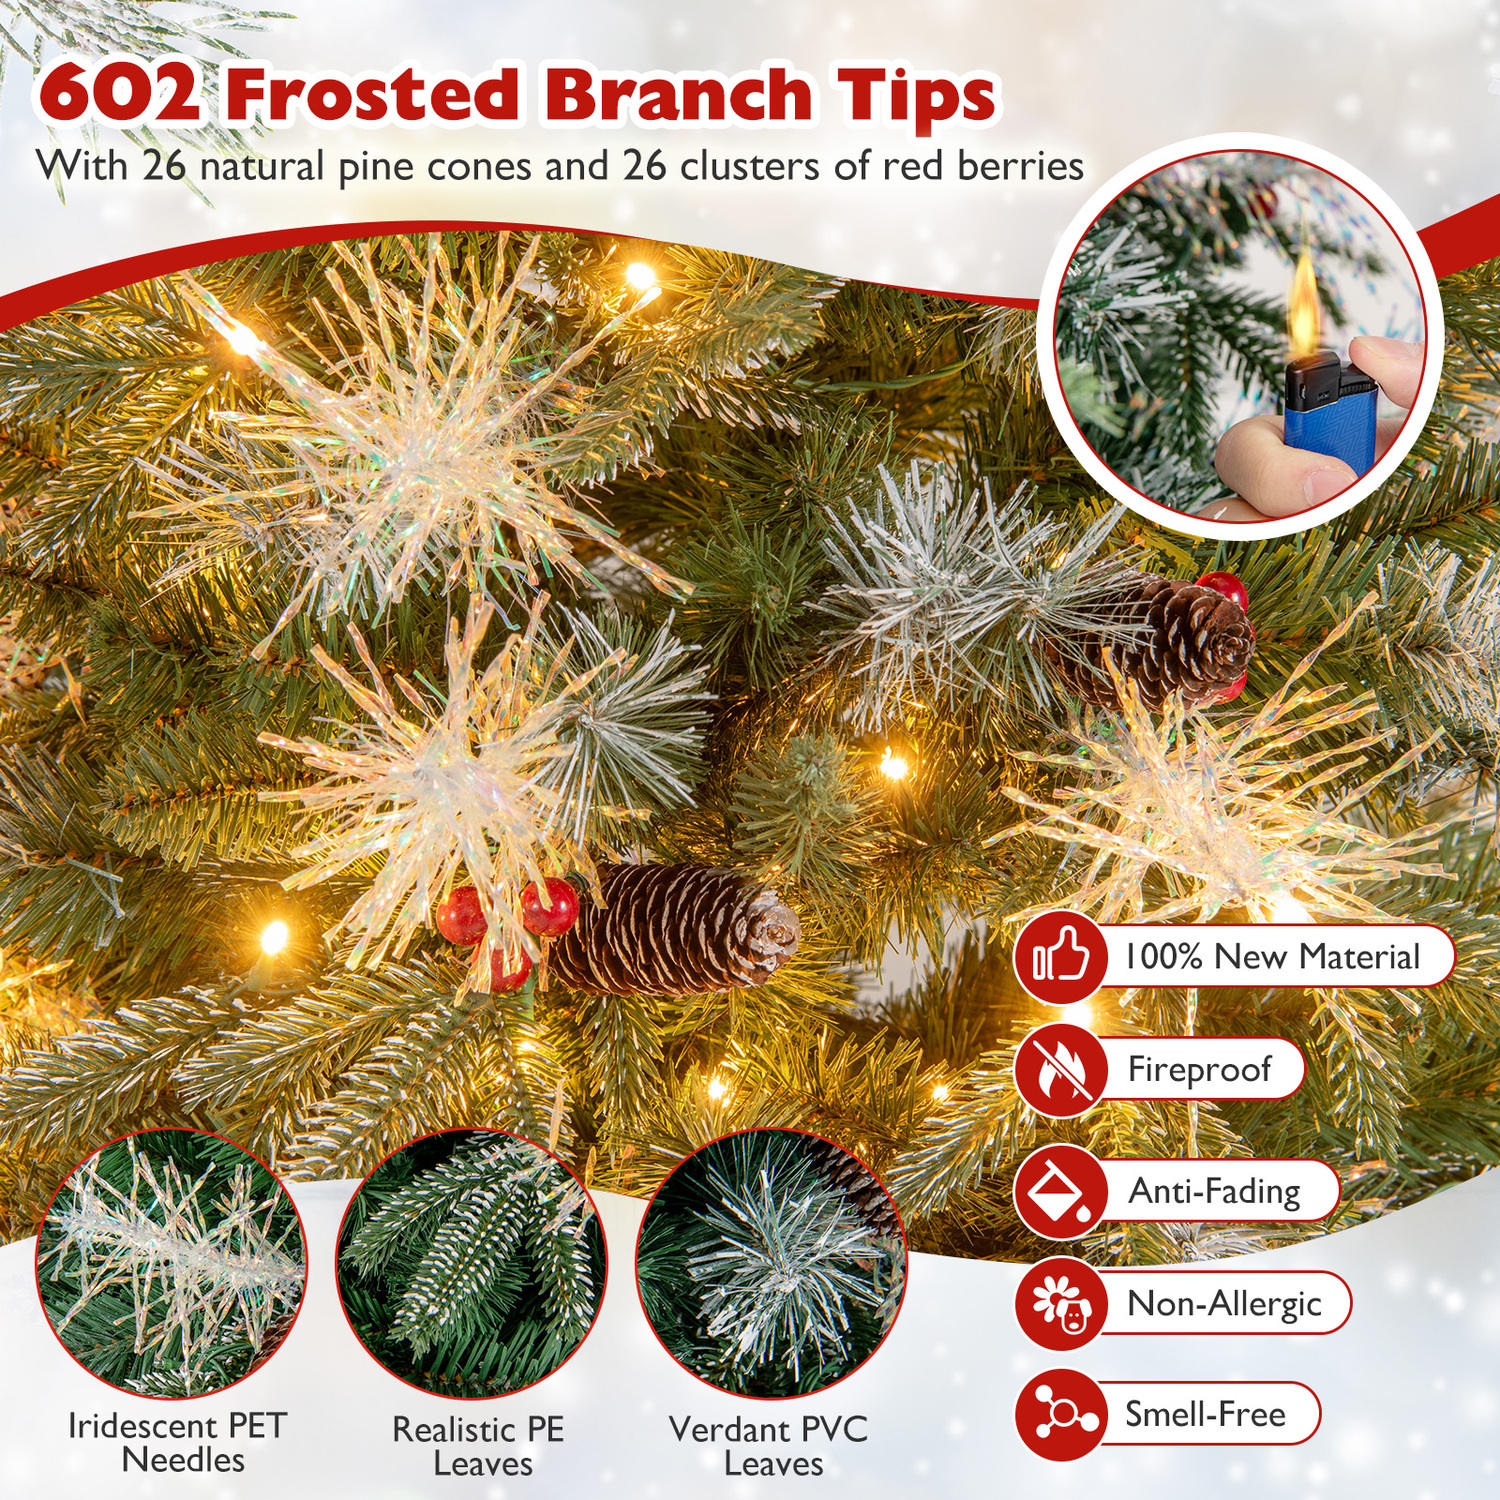 602 Frosted Branch Tips
With 26 natural pine cones and 26 clusters of red berries
100% New Material
Fireproof
Anti-Fading
Non-Allergic
Smell-Free
Iridescent PET
Needles
Realistic PE
Leaves
Verdant PVC
Leaves